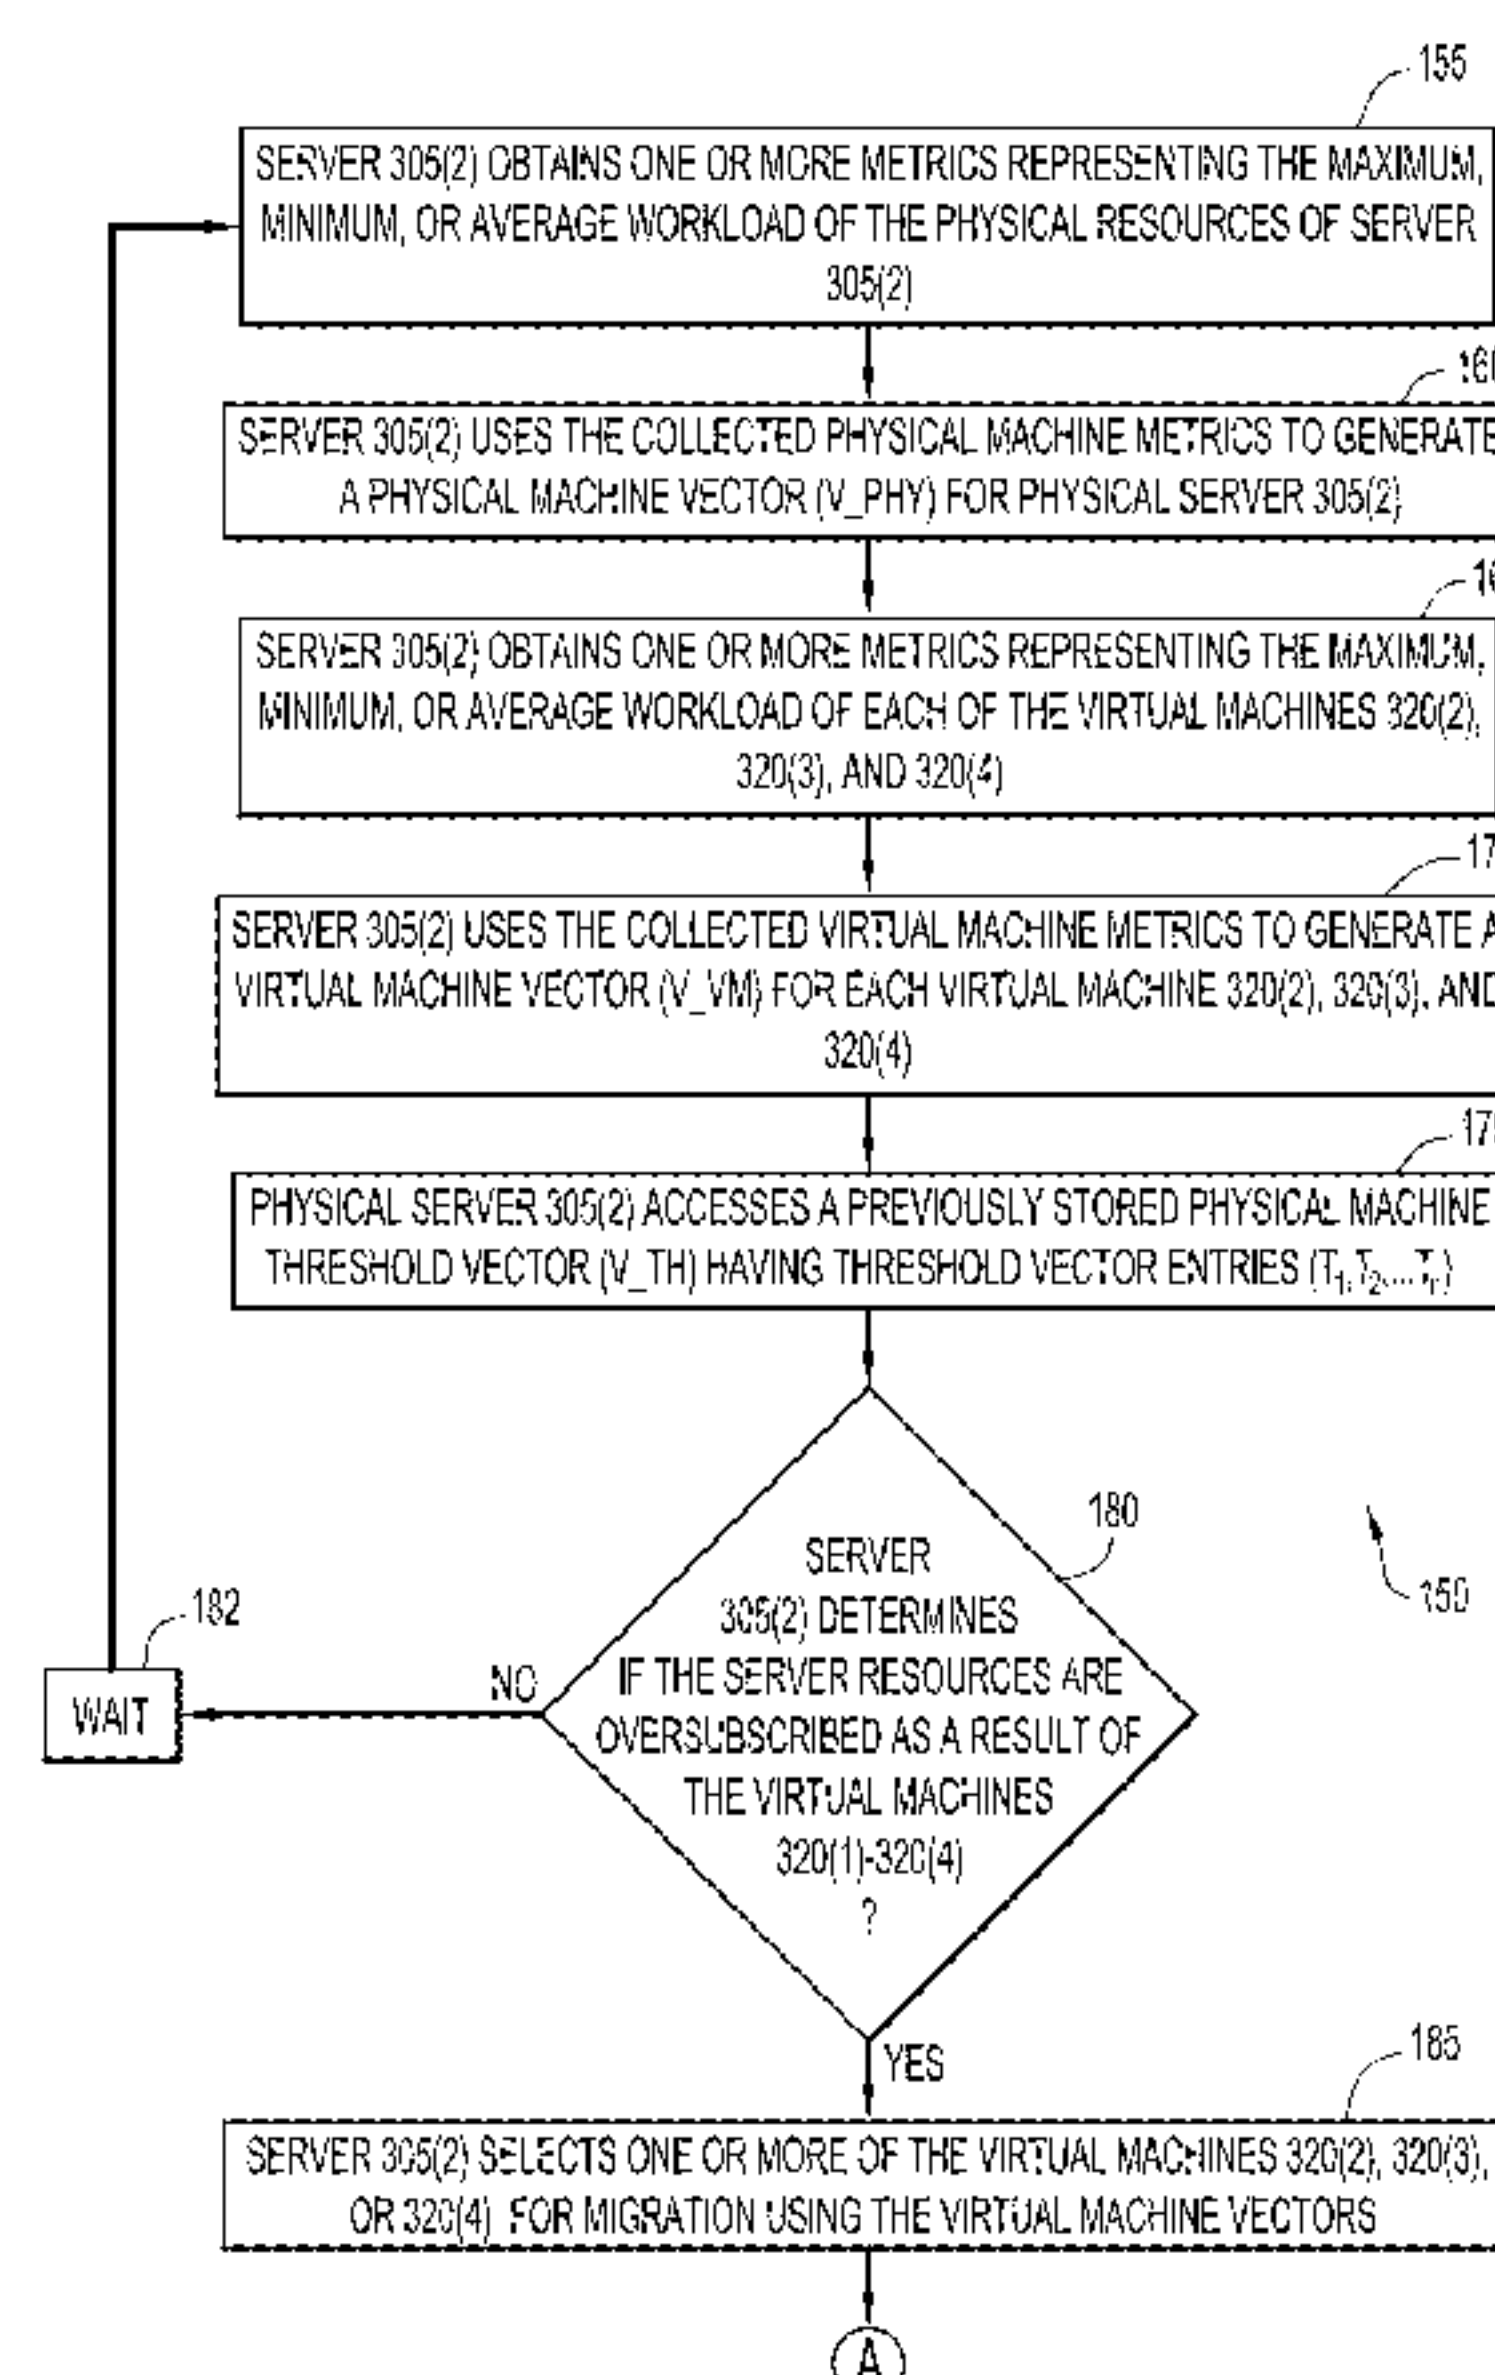 155
SERVER 305(2) OBTAINS ONE OR MORE METRICS REPRESENTING THE MAXIMUM,
MINIMUM, OR AVERAGE WORKLOAD OF THE PHYSICAL RESOURCES OF SERVER
305(2)
SERVER 305(2) USES THE COLLECTED PHYSICAL MACHINE METRICS TO GENERATE
A PHYSICAL MACHINE VECTOR (V_PHY) FOR PHYSICAL SERVER 305(2)
SERVER 305(2) OBTAINS ONE OR MORE METRICS REPRESENTING THE MAXIMUM,
MINIMUM, OR AVERAGE WORKLOAD OF EACH OF THE VIRTUAL MACHINES 320(2),
320(3), AND 320(4)
SERVER 305(2) USES THE COLLECTED VIRTUAL MACHINE METRICS TO GENERATE A
VIRTUAL MACHINE VECTOR (V_VM) FOR EACH VIRTUAL MACHINE 320(2), 320(3), AND
320(4)
PHYSICAL SERVER 305(2) ACCESSES A PREVIOUSLY STORED PHYSICAL MACHINE
THRESHOLD VECTOR (V_TH) HAVING THRESHOLD VECTOR ENTRIES (T1,T2,...Tn)
180
SERVER
305(2) DETERMINES
IF THE SERVER RESOURCES ARE
OVERSUBSCRIBED AS A RESULT OF
THE VIRTUAL MACHINES
320(1)-320(4)
?
150
182
NO
WAIT
YES
185
SERVER 305(2) SELECTS ONE OR MORE OF THE VIRTUAL MACHINES 320(2), 320(3),
OR 320(4) FOR MIGRATION USING THE VIRTUAL MACHINE VECTORS
A